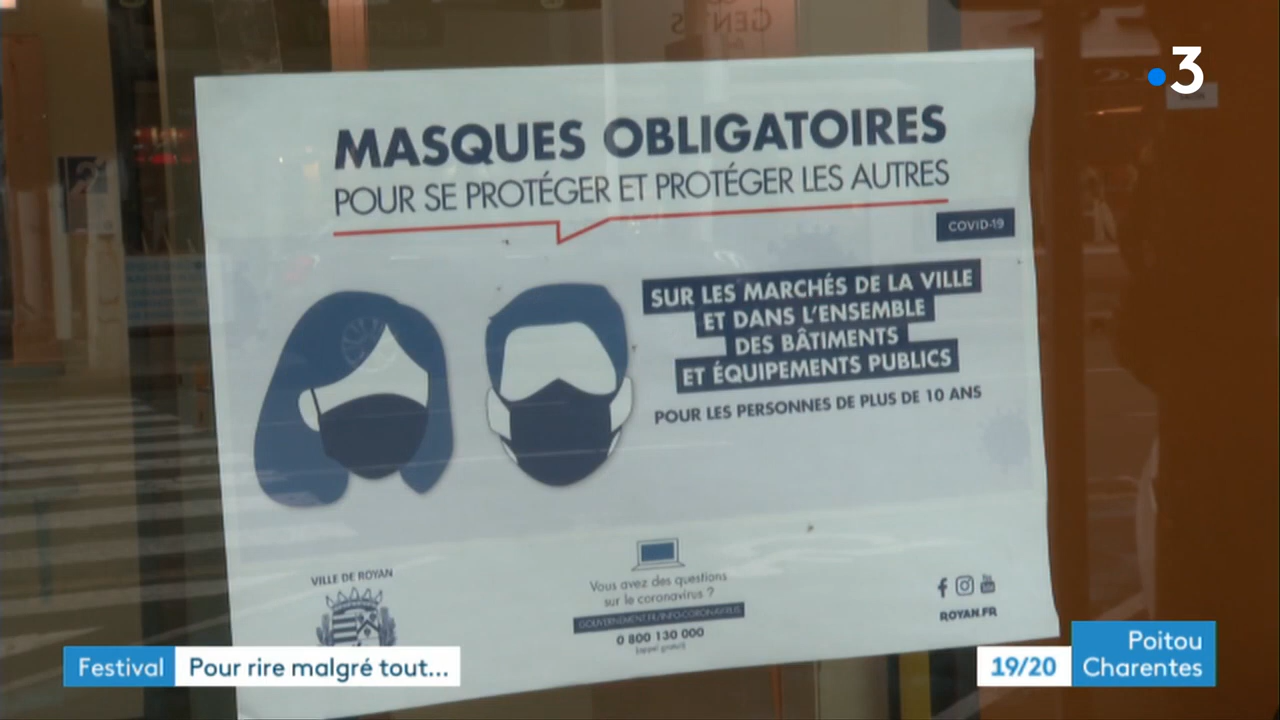 3
MASQUES OBLIGATOIRES
POUR SE PROTÉGER ET PROTÉGER LES AUTRES
COVID-19
SUR LES MARCHÉS DE LA VILLE
ET DANS L'ENSEMBLE
DES BÂTIMENTS
ET ÉQUIPEMENTS PUBLICS
POUR LES PERSONNES DE PLUS DE 10 ANS
VILLE DE ROYAN
Vous avez des questions
sur le coronavirus ?
GOUVERNEMENT.FR/INFO-CORONAVIRUS
0 800 130 000
(appel gratuit)
ROYAN.FR
Festival
Pour rire malgré tout...
19/20
Poitou
Charentes